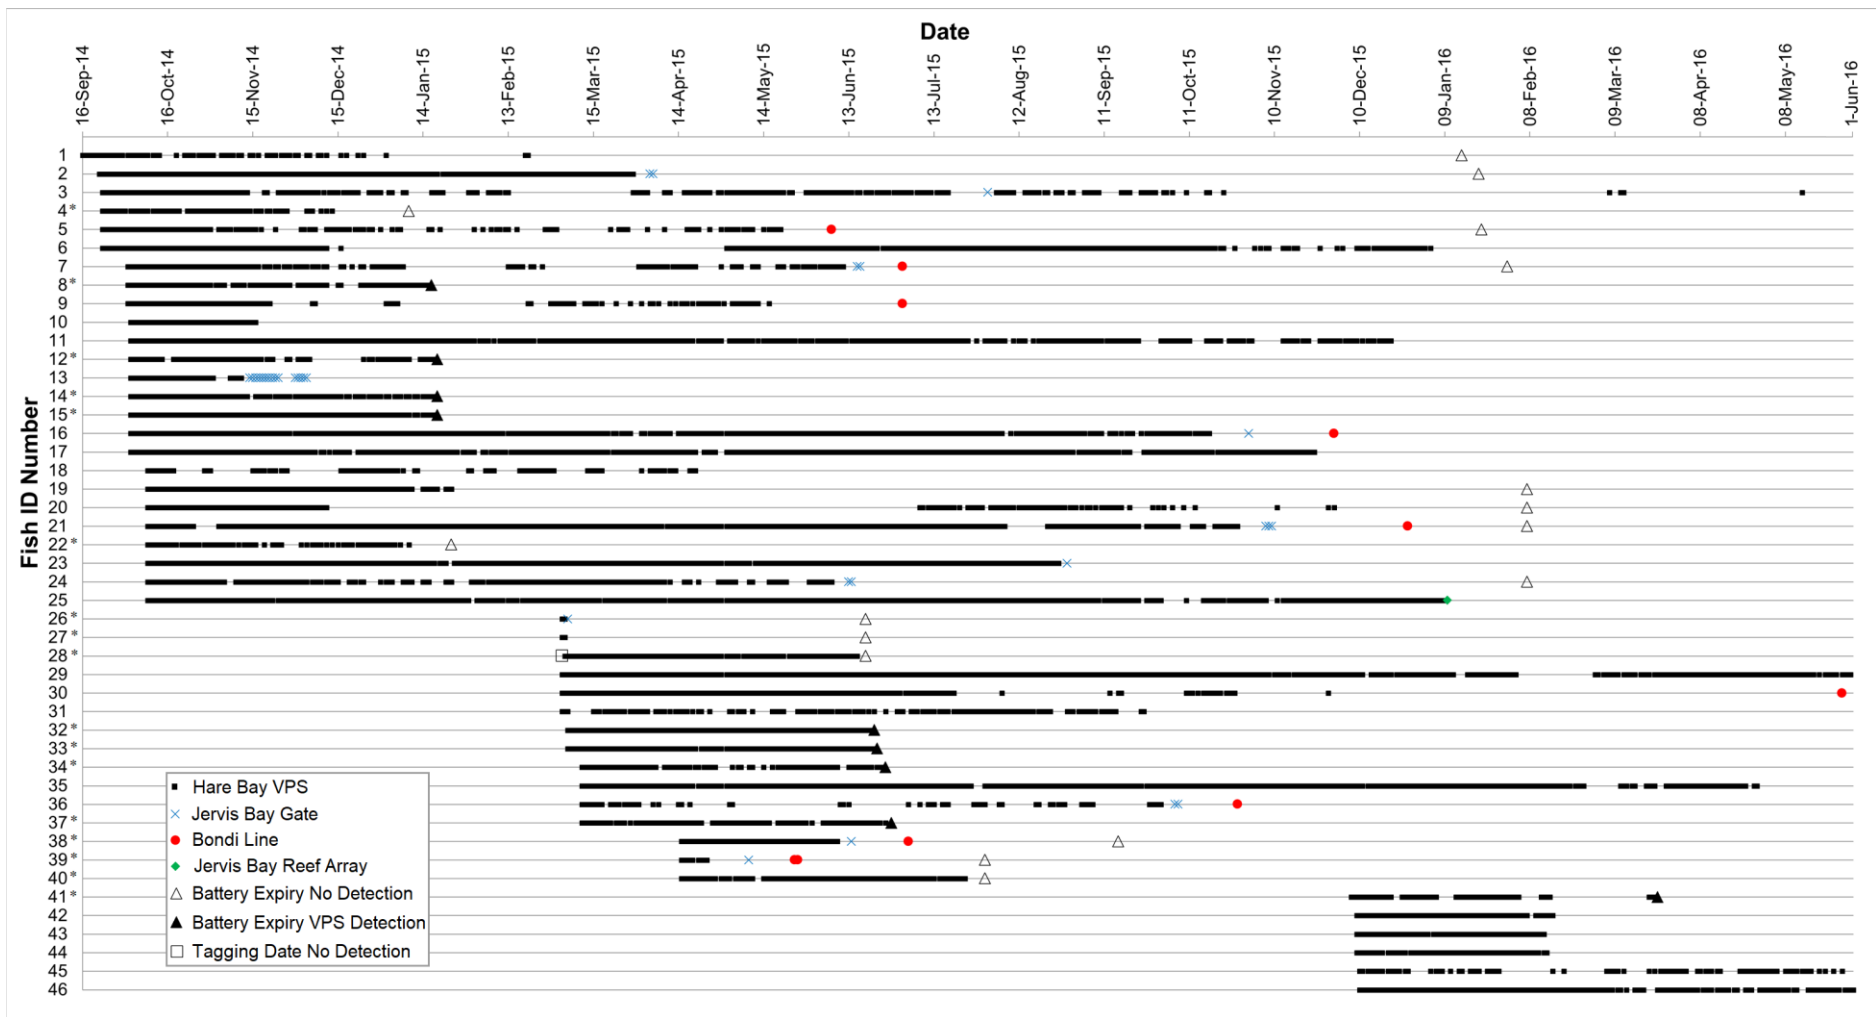 Date
16-Sep-14
16-Oct-14
15-Nov-14
15-Dec-14
14-Jan-15
13-Feb-15
15-Mar-15
14-Apr-15
14-May-15
13-Jun-15
13-Jul-15
12-Aug-15
11-Sep-15
11-Oct-15
10-Nov-15
10-Dec-15
09-Jan-16
08-Feb-16
09-Mar-16
08-Apr-16
08-May-16
1-Jun-16
Fish ID Number
1
2
3
4*
5
6
7
8*
9
10
11
12*
13
14*
15*
16
17
18
19
20
21
22*
23
24
25
26*
27*
28*
29
30
31
32*
33*
34*
35
36
37*
38*
39*
40*
41*
42
43
44
45
46
Hare Bay VPS
Jervis Bay Gate
Bondi Line
Jervis Bay Reef Array
Battery Expiry No Detection
Battery Expiry VPS Detection
Tagging Date No Detection